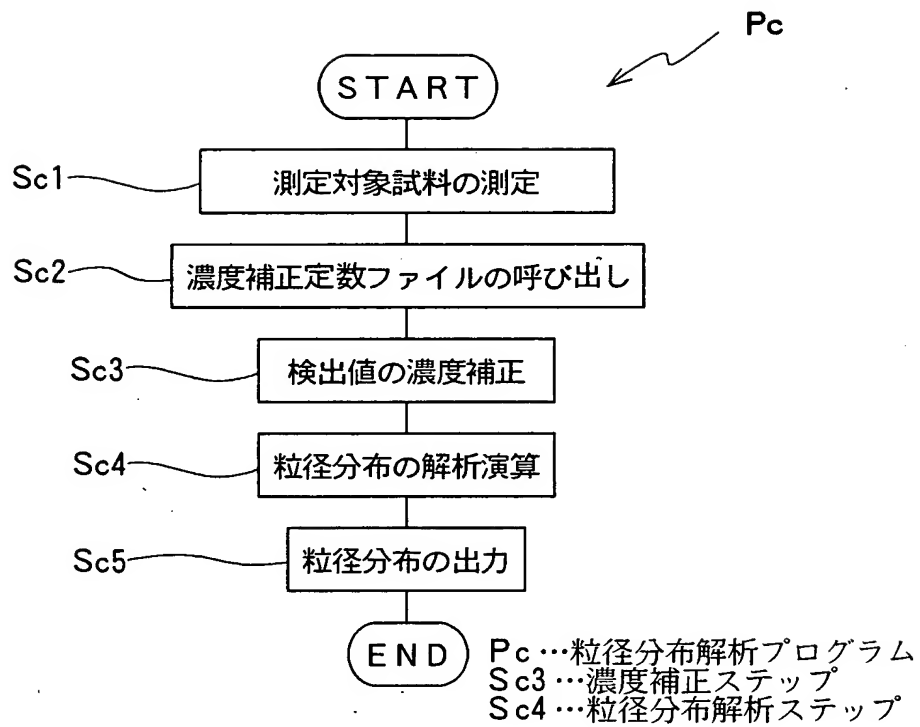 Pc
START
Sc1
測定対象試料の測定
Sc2
濃度補正定数ファイルの呼び出し
Sc3
検出値の濃度補正
Sc4
粒径分布の解析演算
Sc5
粒径分布の出力
END
Pc…粒径分布解析プログラム
Sc3…濃度補正ステップ
Sc4…粒径分布解析ステップ